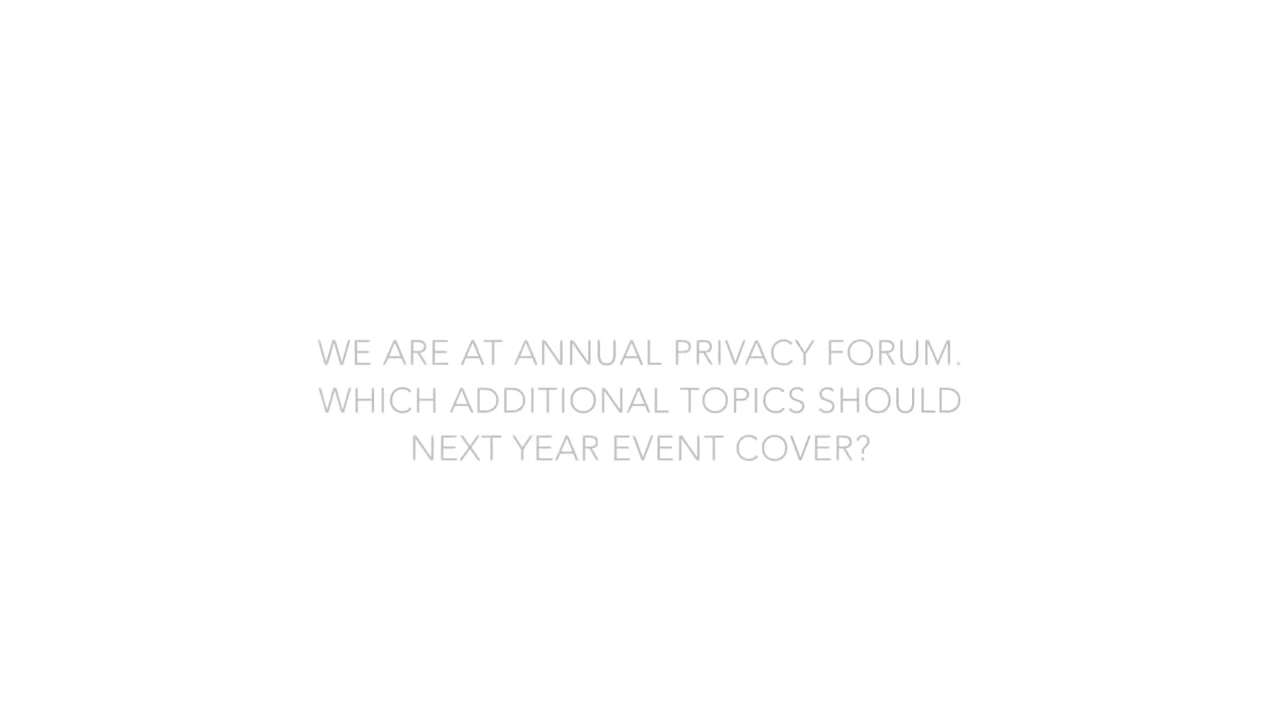 WE ARE AT ANNUAL PRIVACY FORUM.
WHICH ADDITIONAL TOPICS SHOULD
NEXT YEAR EVENT COVER?